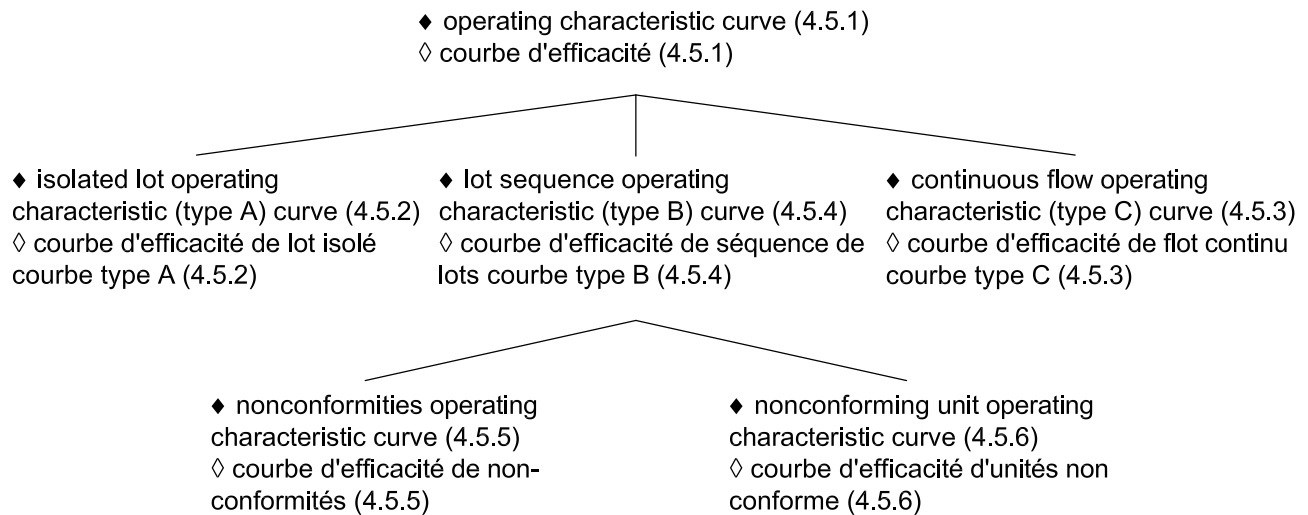 ♦ operating characteristic curve (4.5.1)
◊ courbe d'efficacité (4.5.1)
♦ isolated lot operating
characteristic (type A) curve (4.5.2)
◊ courbe d'efficacité de lot isolé
courbe type A (4.5.2)
♦ lot sequence operating
characteristic (type B) curve (4.5.4)
◊ courbe d'efficacité de séquence de
lots courbe type B (4.5.4)
♦ continuous flow operating
characteristic (type C) curve (4.5.3)
◊ courbe d'efficacité de flot continu
courbe type C (4.5.3)
♦ nonconformities operating
characteristic curve (4.5.5)
◊ courbe d'efficacité de non-
conformités (4.5.5)
♦ nonconforming unit operating
characteristic curve (4.5.6)
◊ courbe d'efficacité d'unités non
conforme (4.5.6)